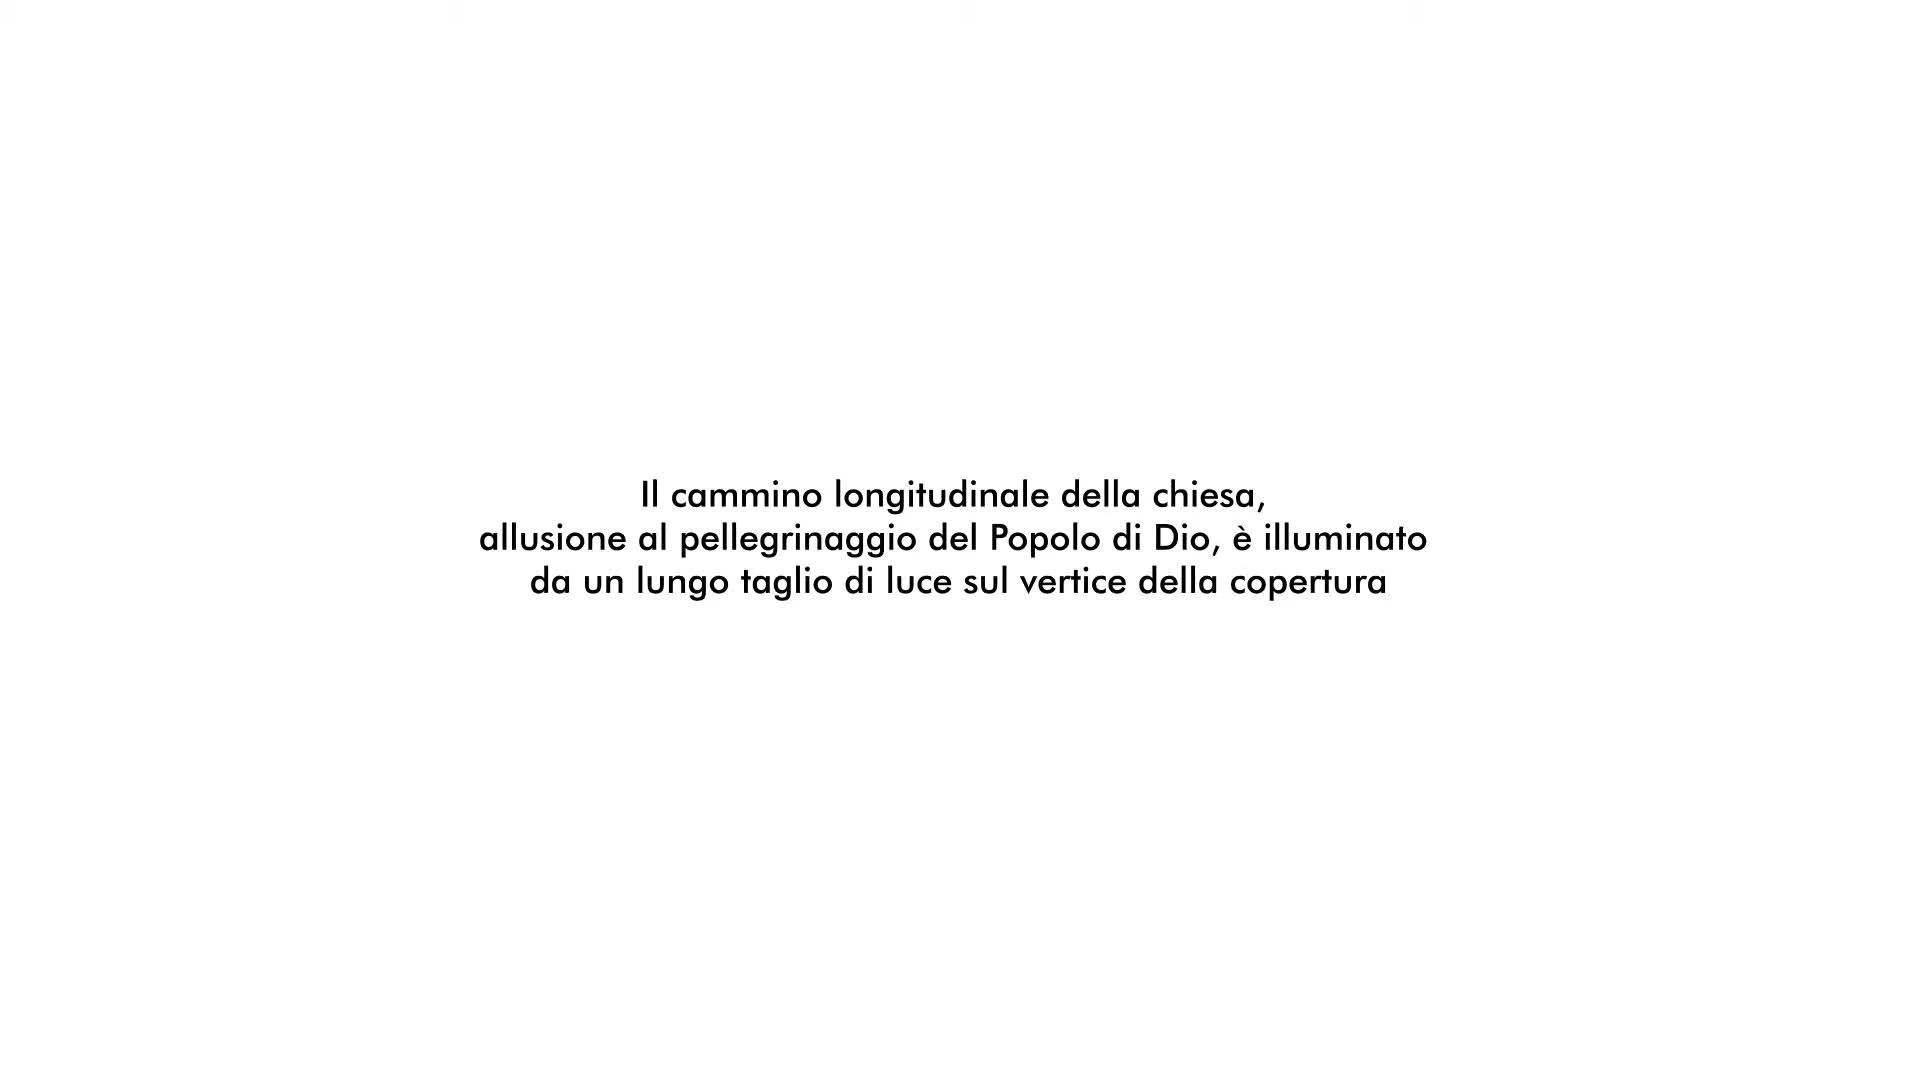 Il cammino longitudinale della chiesa,
allusione al pellegrinaggio del Popolo di Dio, è illuminato
da un lungo taglio di luce sul vertice della copertura